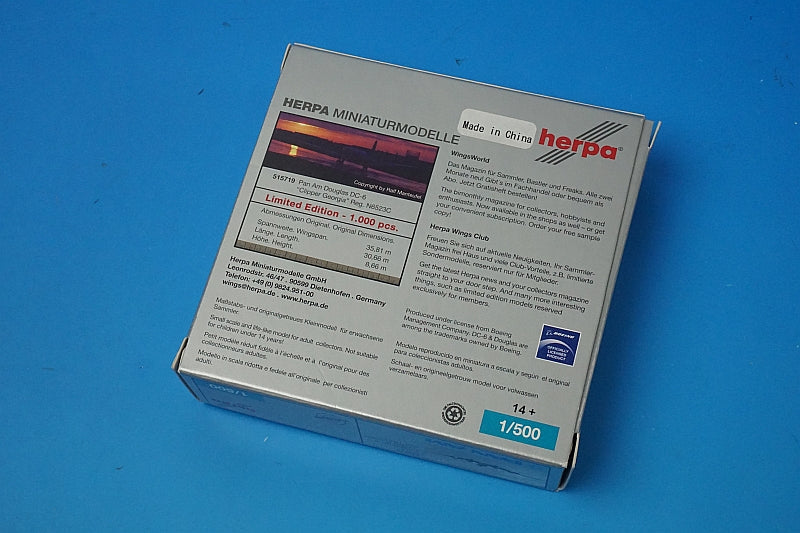 HERPA MINIATURMODELLE
Made in China
herpa®
Copyright by Ralf Manteufel
515719 Pan Am Douglas DC-6
"Clipper Georgia" Reg. N6523C
Limited Edition - 1.000 pcs.
Abmessungen Original. Original Dimensions.
Spannweite. Wingspan. 35,81 m
Länge. Length. 30,66 m
Höhe. Height. 8,66 m
Herpa Miniaturmodelle GmbH
Leonrodstr. 46/47 . 90599 Dietenhofen . Germany
Telefon: +49 (0) 9824.951-00
wings@herpa.de . www.herpa.de
Maßstabs- und originalgetreues Kleinmodell für erwachsene
Sammler.
Small scale and life-like model for adult collectors. Not suitable
for children under 14 years!
Petit modèle réduit fidèle à l'échelle et à l'original pour des
collectionneurs adultes.
Modello in scala ridotta e fedele all'originale per collezionisti
adulti.
WingsWorld
Das Magazin für Sammler, Bastler und Freaks. Alle zwei
Monate neu! Gibt's im Fachhandel oder bequem als
Abo. Jetzt Gratisheft bestellen!
The bimonthly magazine for collectors, hobbyists and
enthusiasts. Now available in the shops as well – or get
your convenient subscription. Order your free sample
copy!
Herpa Wings Club
Freuen Sie sich auf aktuelle Neuigkeiten, Ihr Sammler-
Magazin frei Haus und viele Club-Vorteile, z.B. limitierte
Sondermodelle, reserviert nur für Mitglieder.
Get the latest Herpa news and your collectors magazine
straight to your door step. And many more interesting
things, such as limited edition models reserved
exclusively for members.
Produced under license from Boeing
Management Company. DC-6 & Douglas are
among the trademarks owned by Boeing.
BOEING
OFFICIALLY
LICENSED
PRODUCT
Modelo reproducido en miniatura a escala y según el original
para coleccionistas adultos.
Schaal- en origineelgetrouw model voor volwassen
verzamelaars.
14 +
1/500
1/500